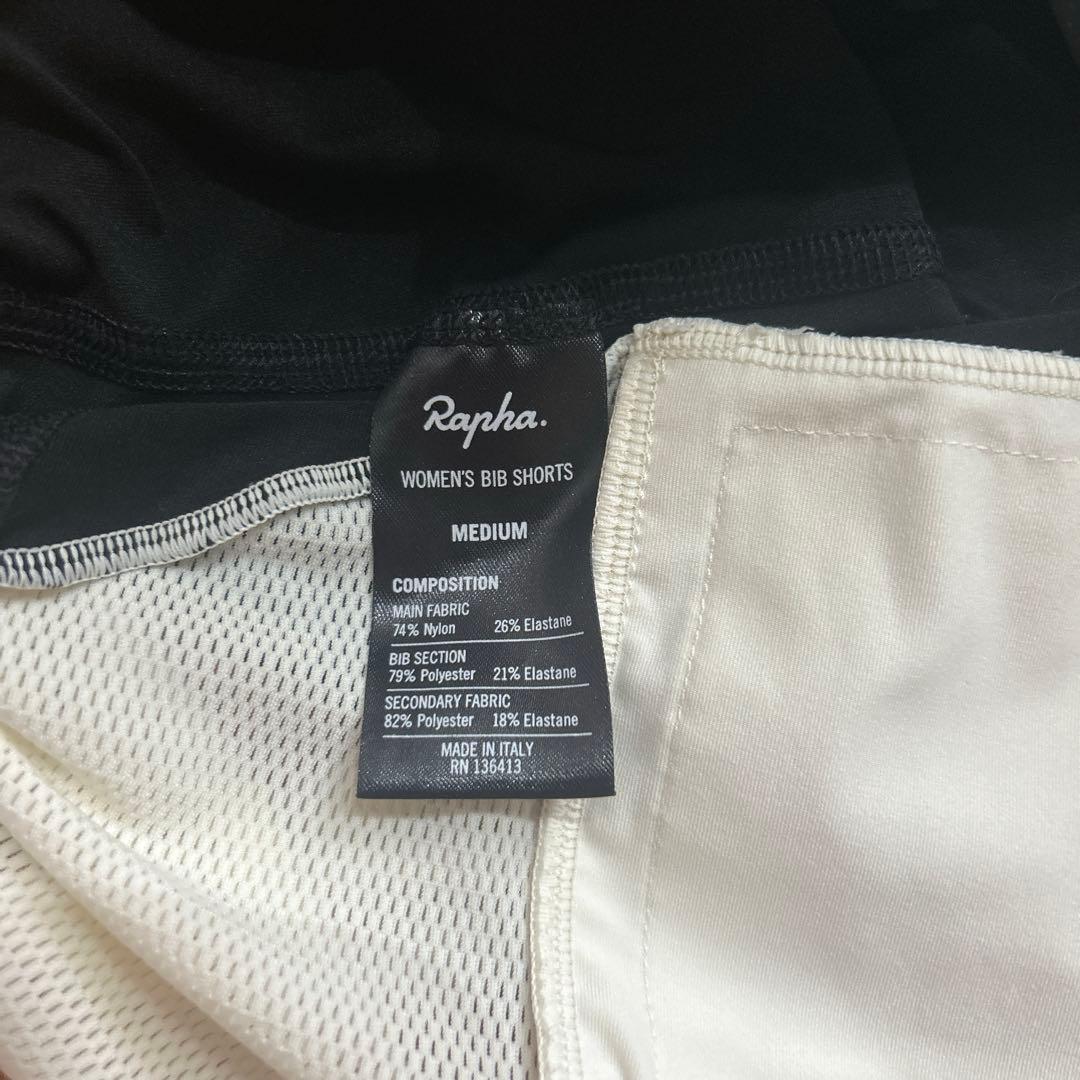 Rapha.
WOMEN'S BIB SHORTS
MEDIUM
COMPOSITION
MAIN FABRIC
74% Nylon 26% Elastane
BIB SECTION
79% Polyester 21% Elastane
SECONDARY FABRIC
82% Polyester 18% Elastane
MADE IN ITALY
RN 136413